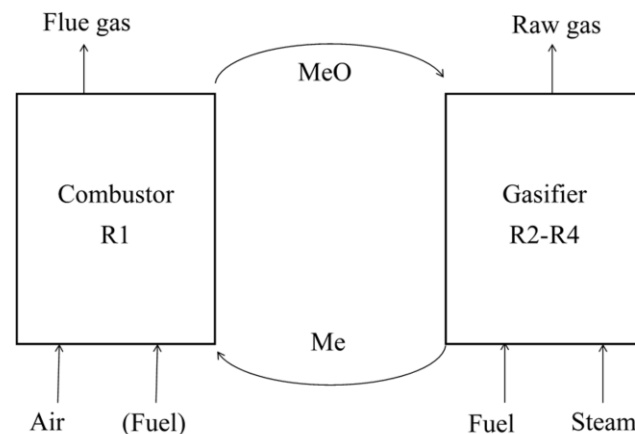 Flue gas
Raw gas
MeO
Combustor
R1
Gasifier
R2-R4
Me
Air
(Fuel)
Fuel
Steam